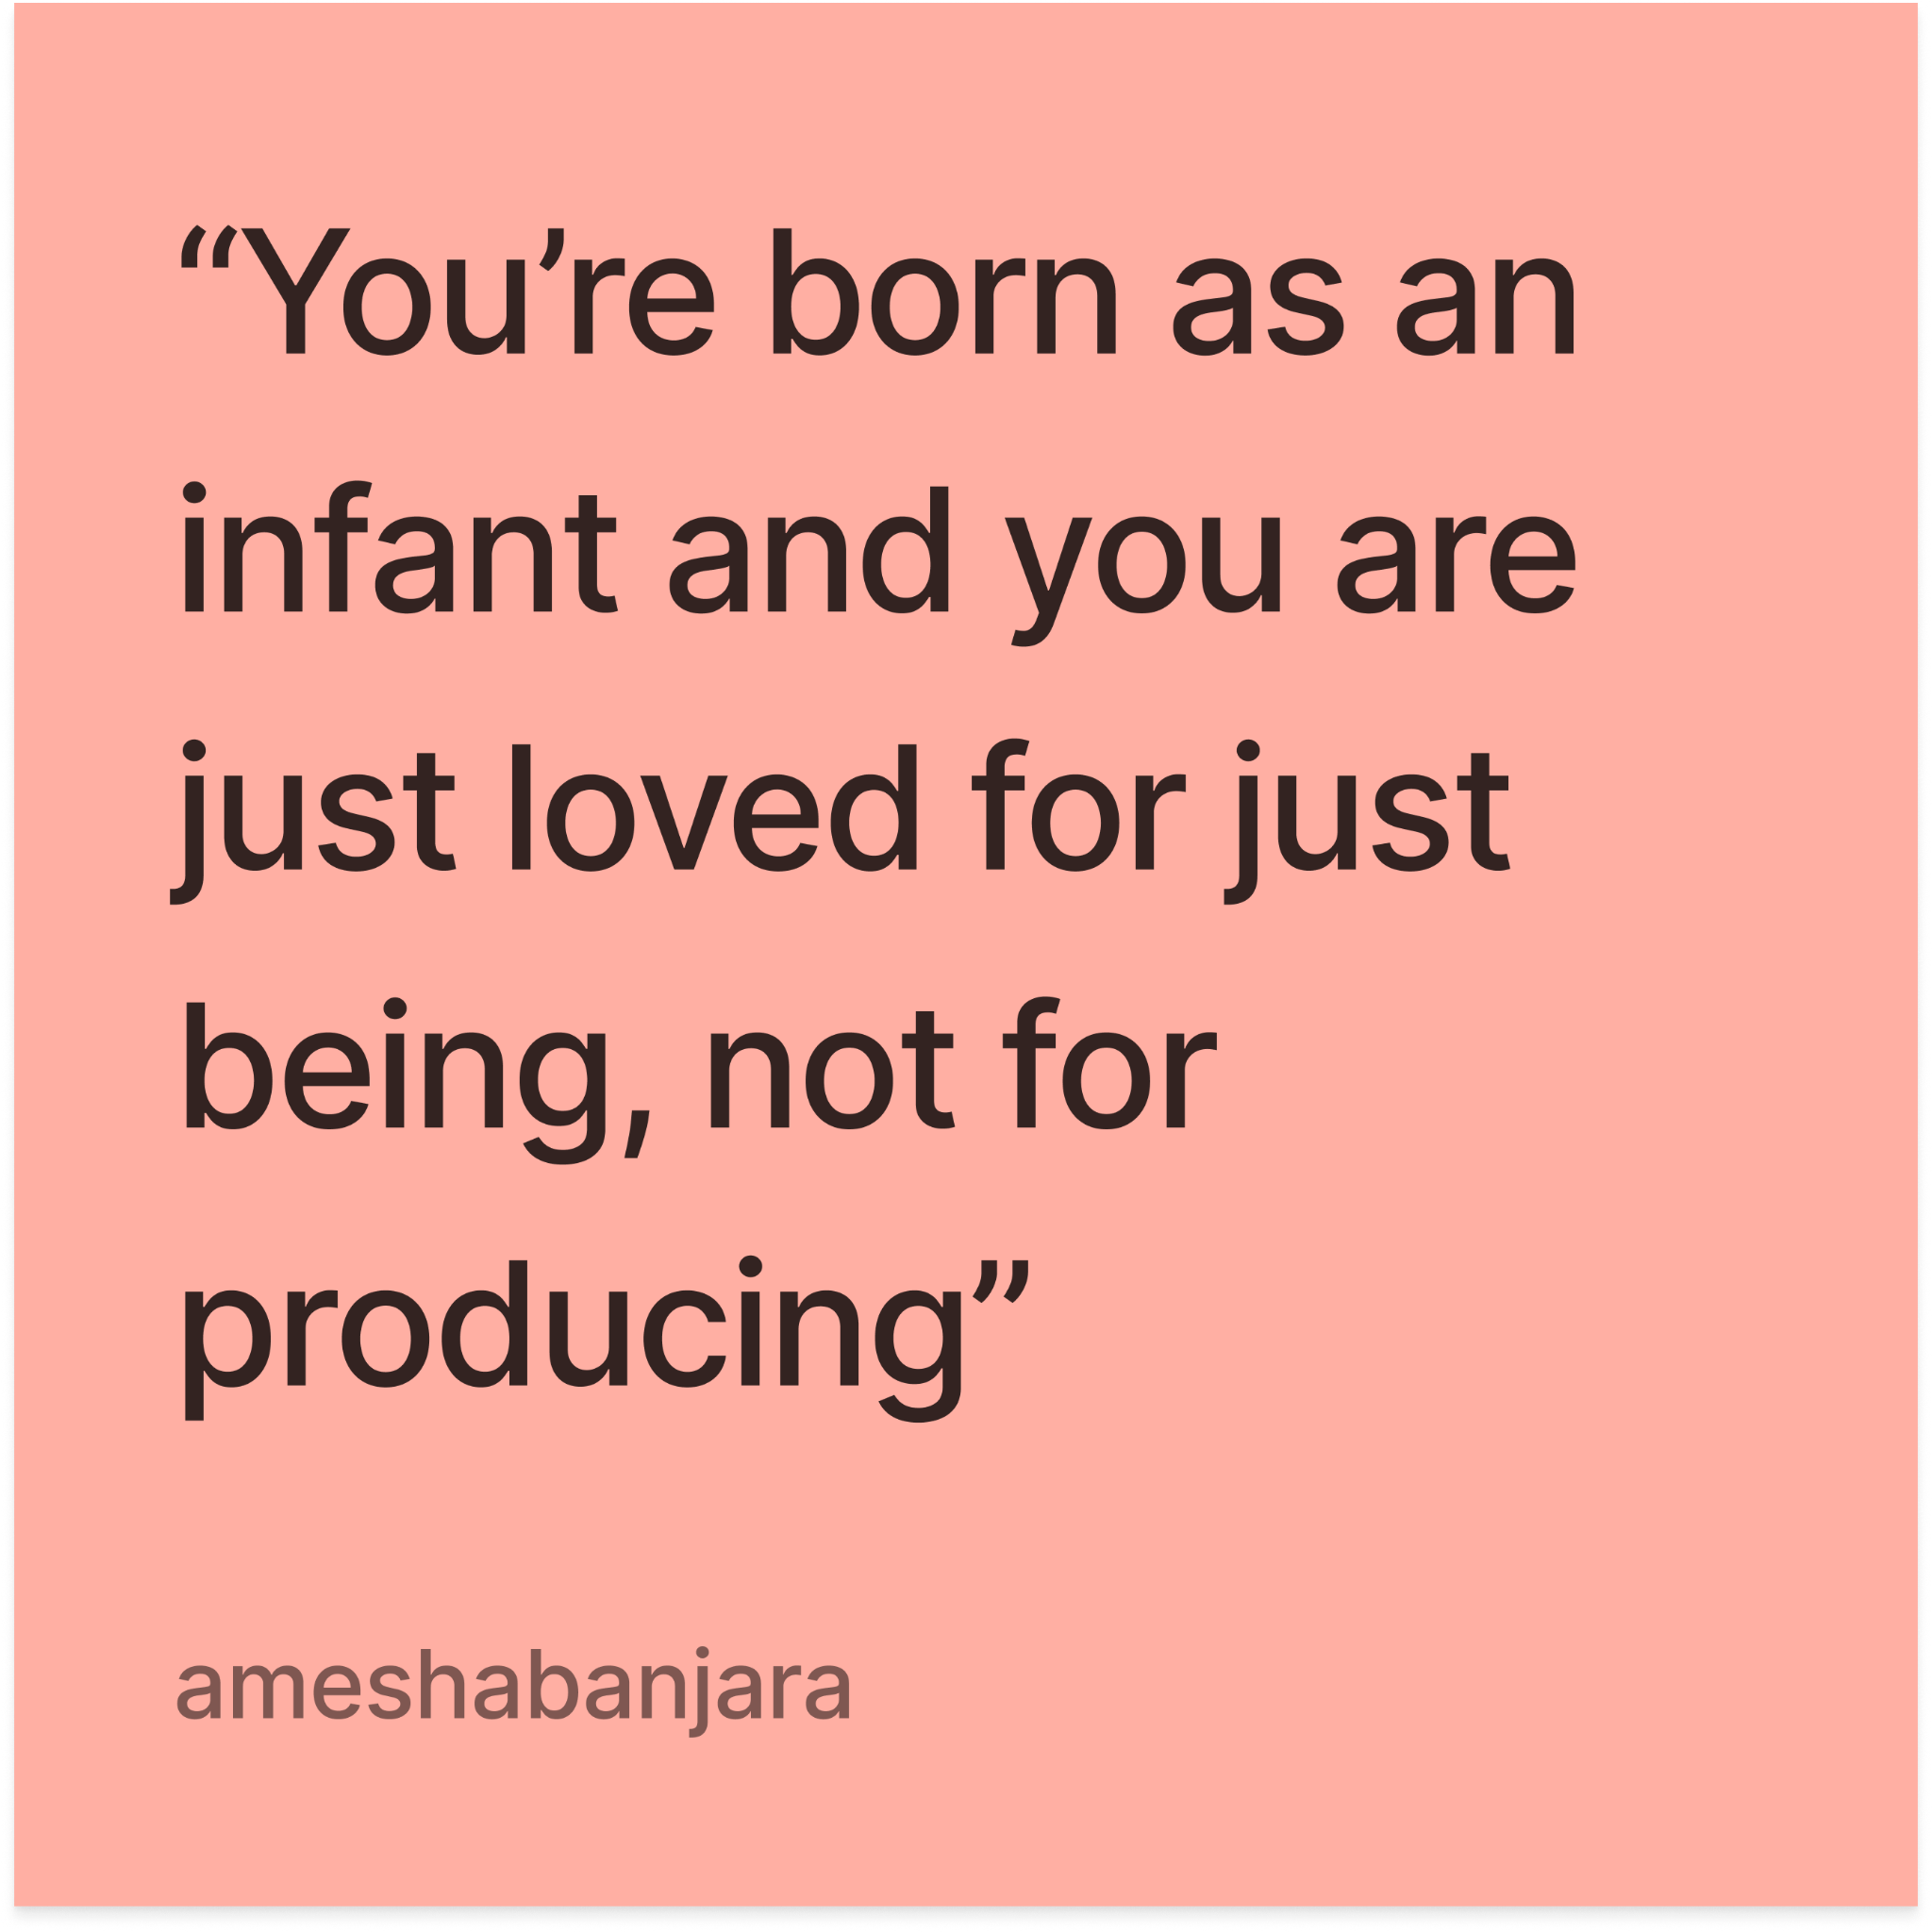 “You’re born as an
infant and you are
just loved for just
being, not for
producing”
ameshabanjara